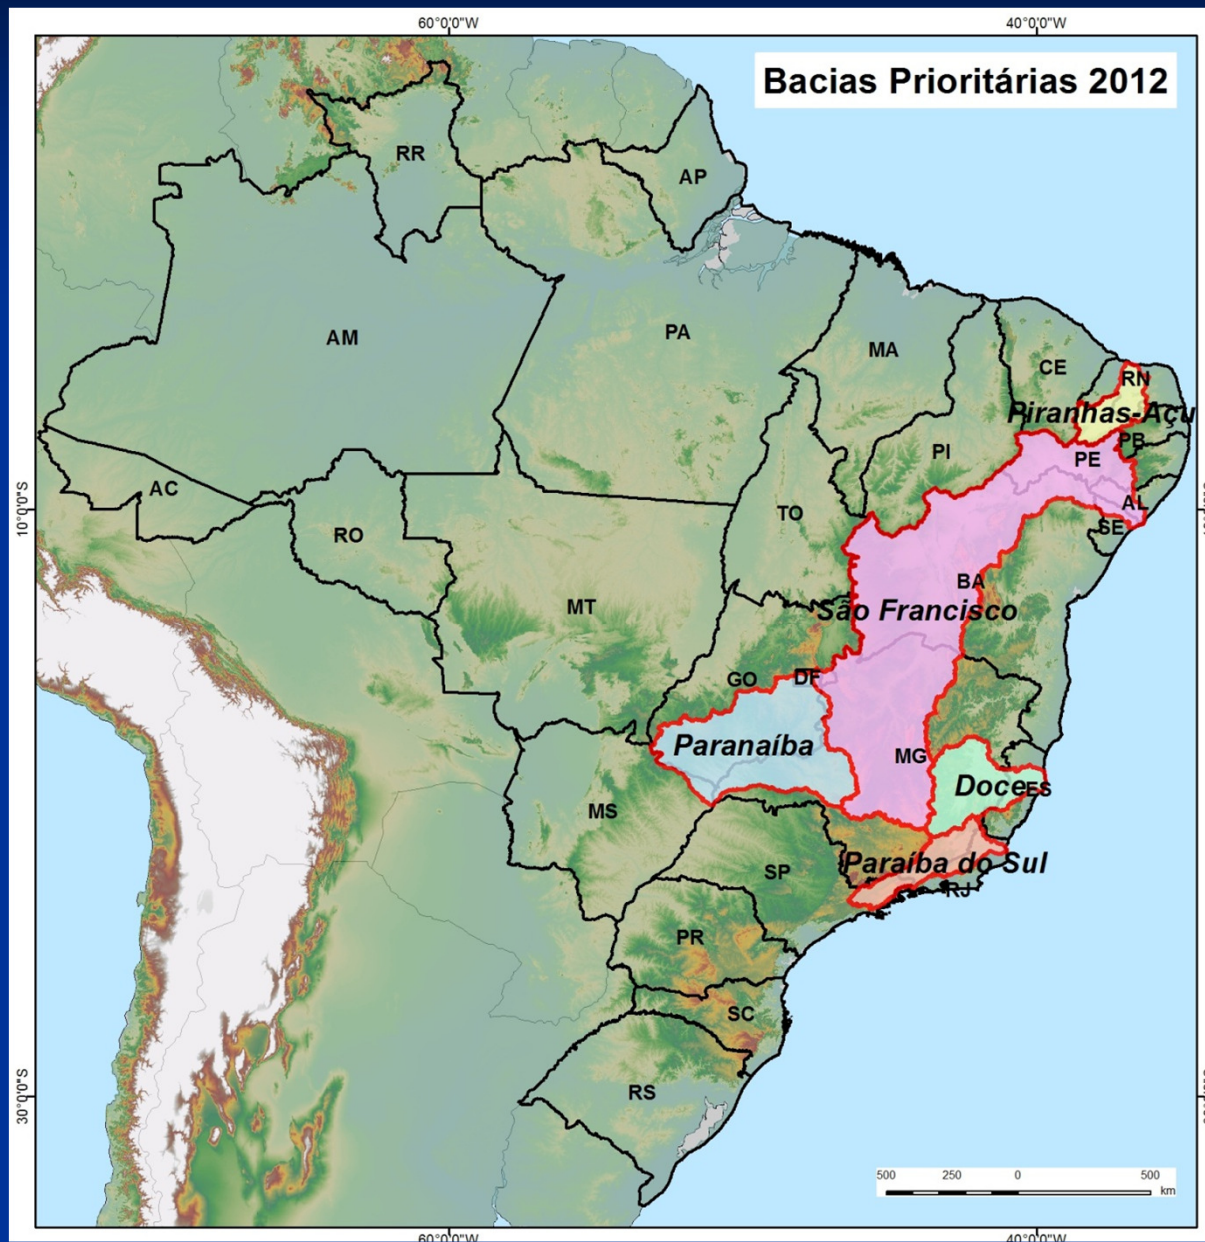 60°0'0"W
40°0'0"W
Bacias Prioritárias 2012
RR
AP
AM
PA
MA
CE
RN
Piranhas-Açu
PB
PI
PE
AC
10°0'0"S
TO
AL
RO
SE
MT
BA
São Francisco
GO
DF
Paranaíba
MG
Doce
ES
MS
Paraíba do Sul
SP
RJ
PR
SC
RS
30°0'0"S
500 250 0 500
km
60°0'0"W
40°0'0"W